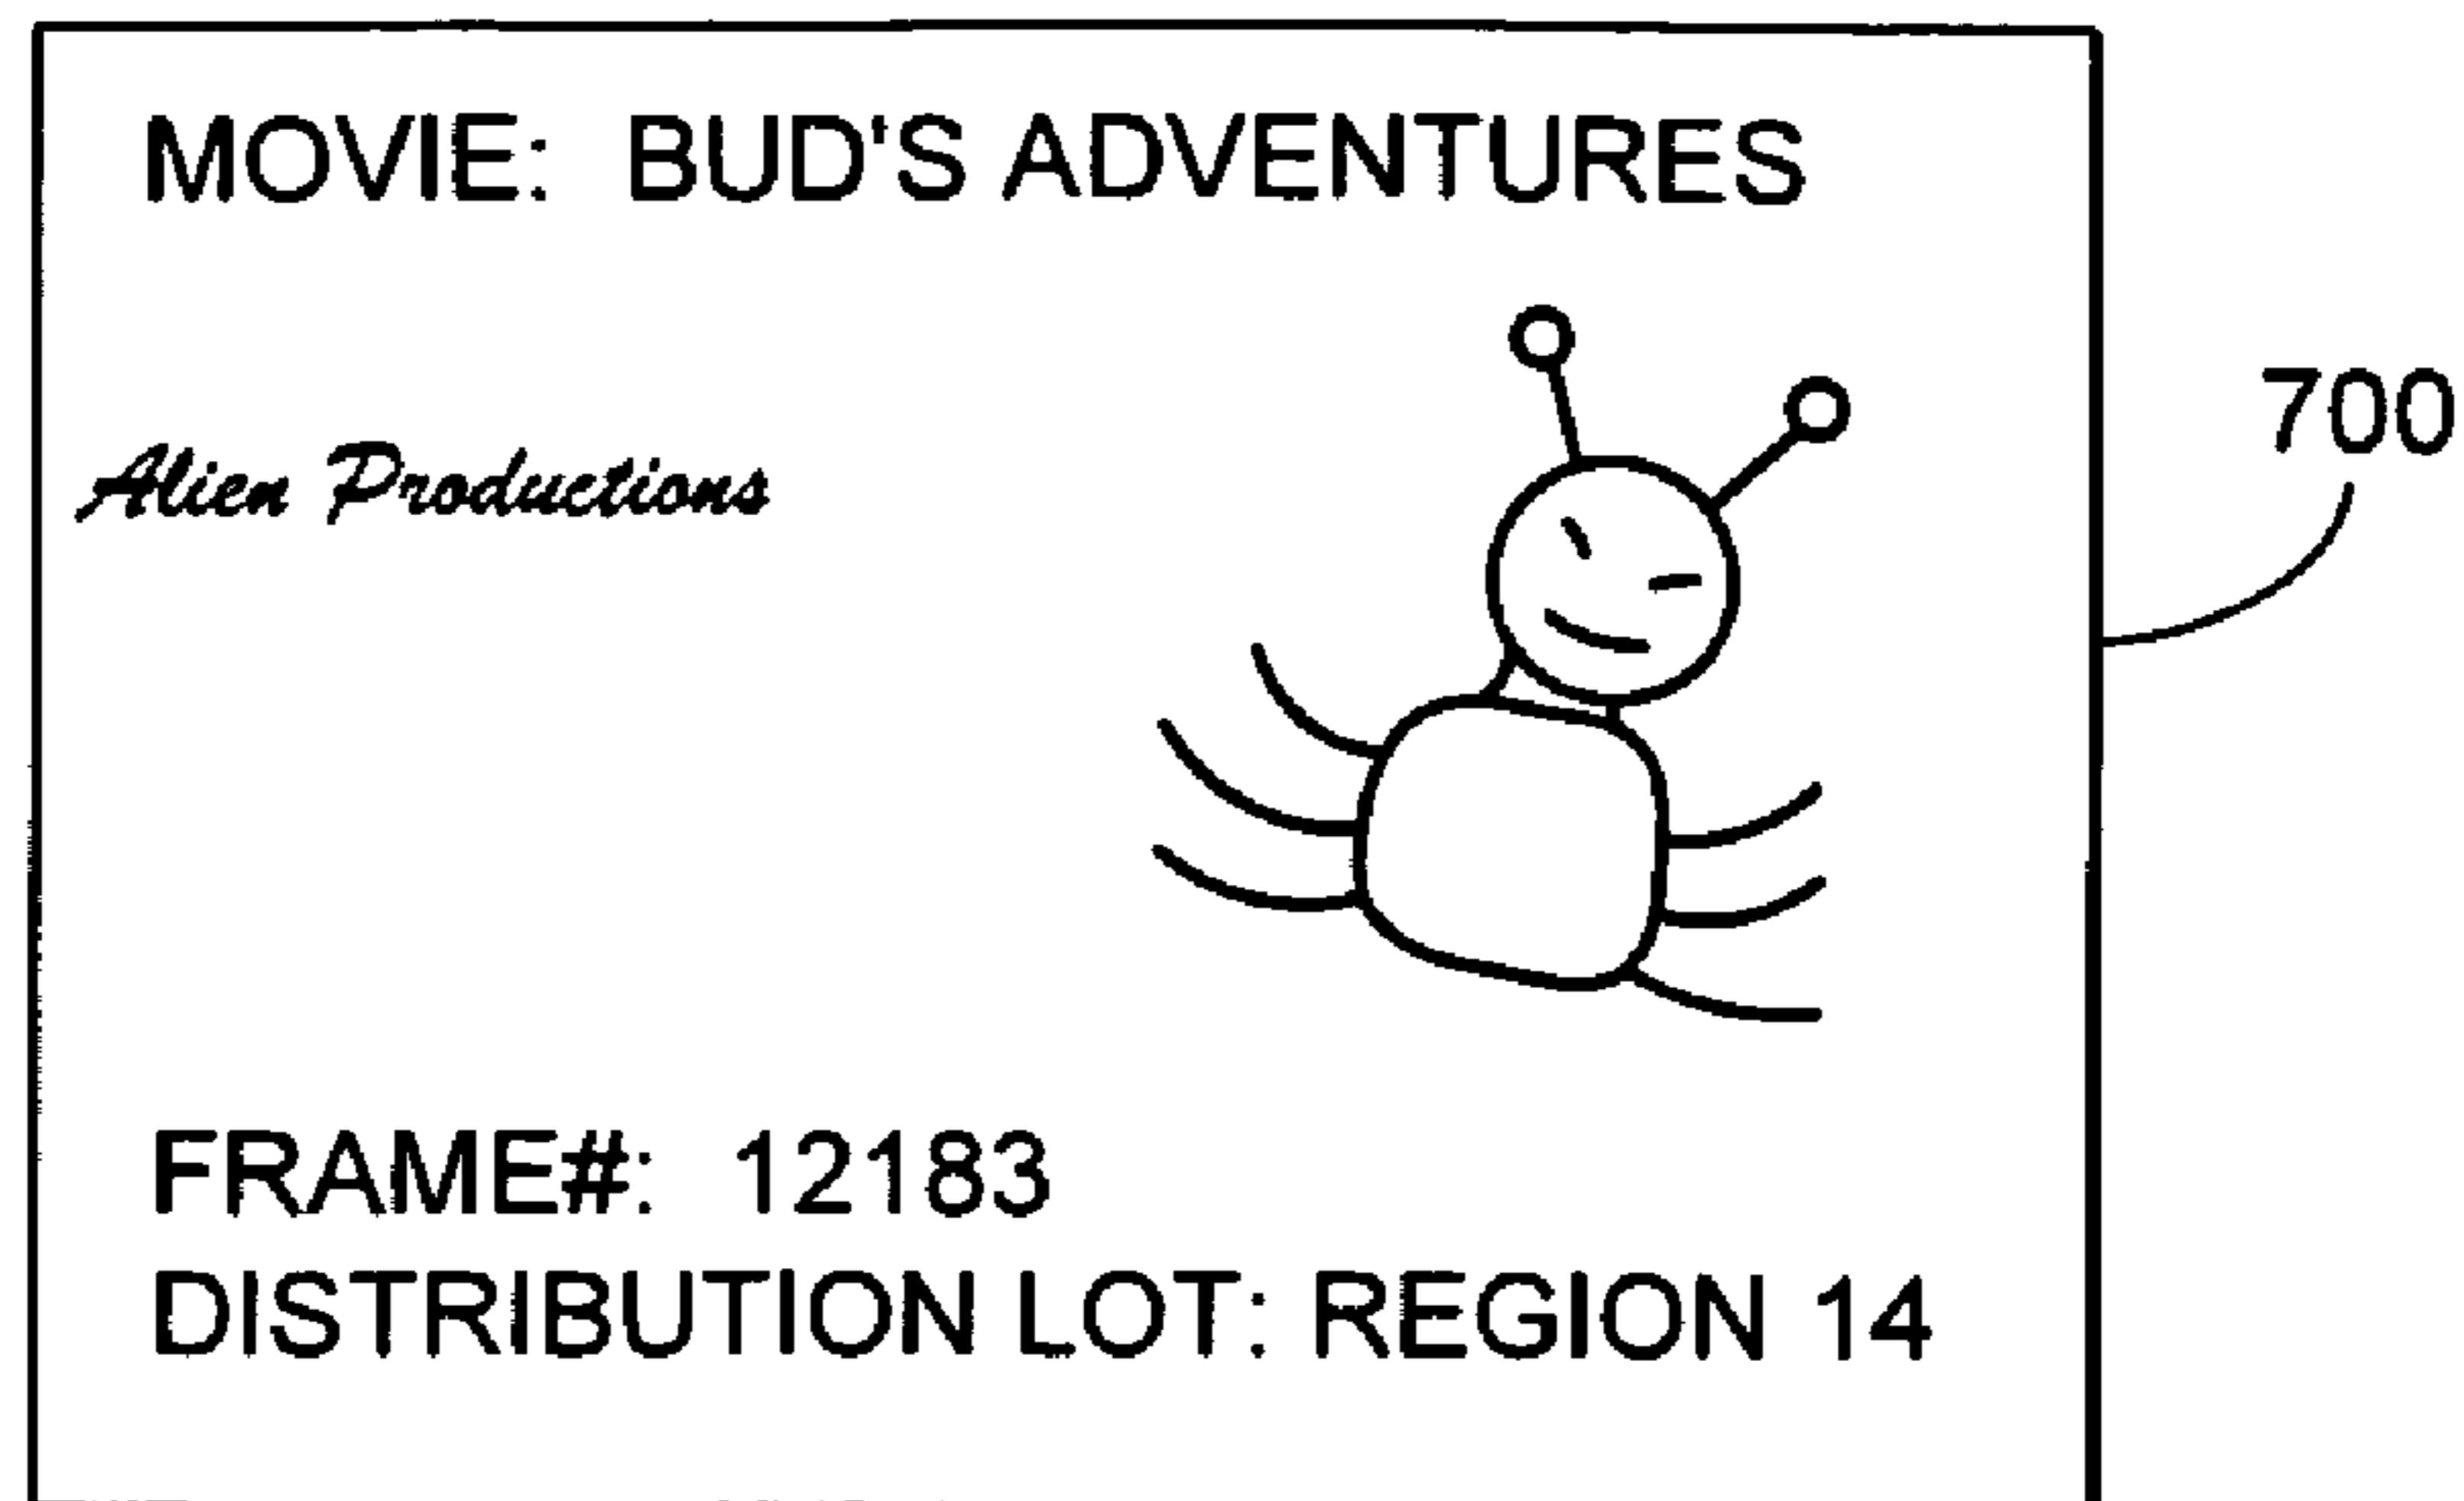 MOVIE: BUD'S ADVENTURES
700
Alien Productions
FRAME#: 12183
DISTRIBUTION LOT: REGION 14